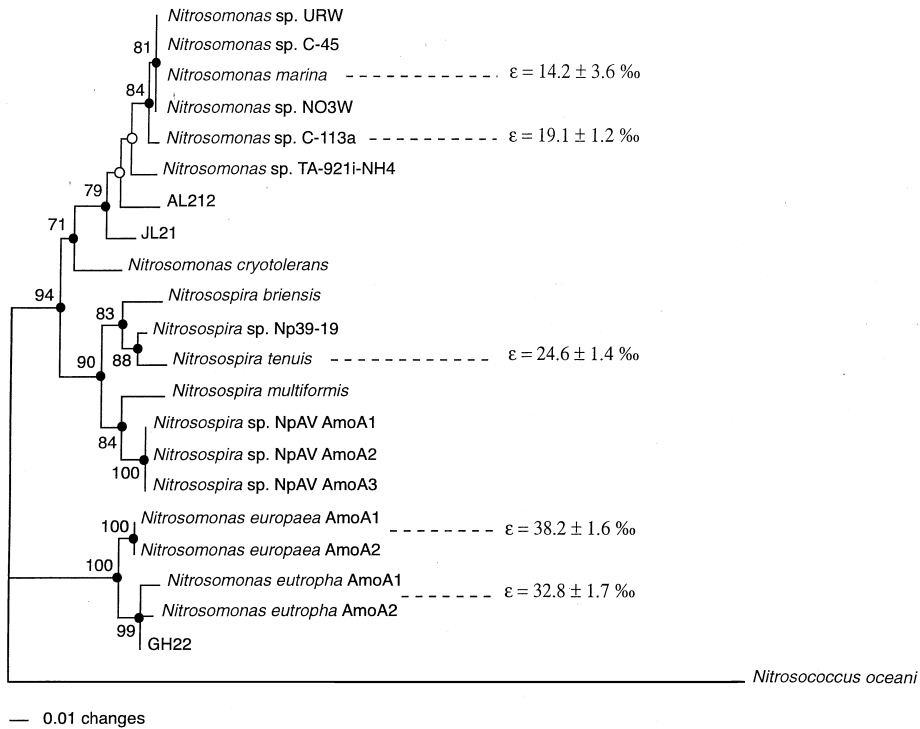 Nitrosomonas sp. URW
Nitrosomonas sp. C-45
81
Nitrosomonas marina ε = 14.2 ± 3.6 ‰
84
Nitrosomonas sp. NO3W
Nitrosomonas sp. C-113a ε = 19.1 ± 1.2 ‰
Nitrosomonas sp. TA-921i-NH4
79
AL212
71
JL21
Nitrosomonas cryotolerans
94
Nitrosospira briensis
83
Nitrosospira sp. Np39-19
88
Nitrosospira tenuis ε = 24.6 ± 1.4 ‰
90
Nitrosospira multiformis
Nitrosospira sp. NpAV AmoA1
84
Nitrosospira sp. NpAV AmoA2
100
Nitrosospira sp. NpAV AmoA3
Nitrosomonas europaea AmoA1
100
ε = 38.2 ± 1.6 ‰
Nitrosomonas europaea AmoA2
100
Nitrosomonas eutropha AmoA1
ε = 32.8 ± 1.7 ‰
Nitrosomonas eutropha AmoA2
99
GH22
Nitrosococcus oceani
0.01 changes